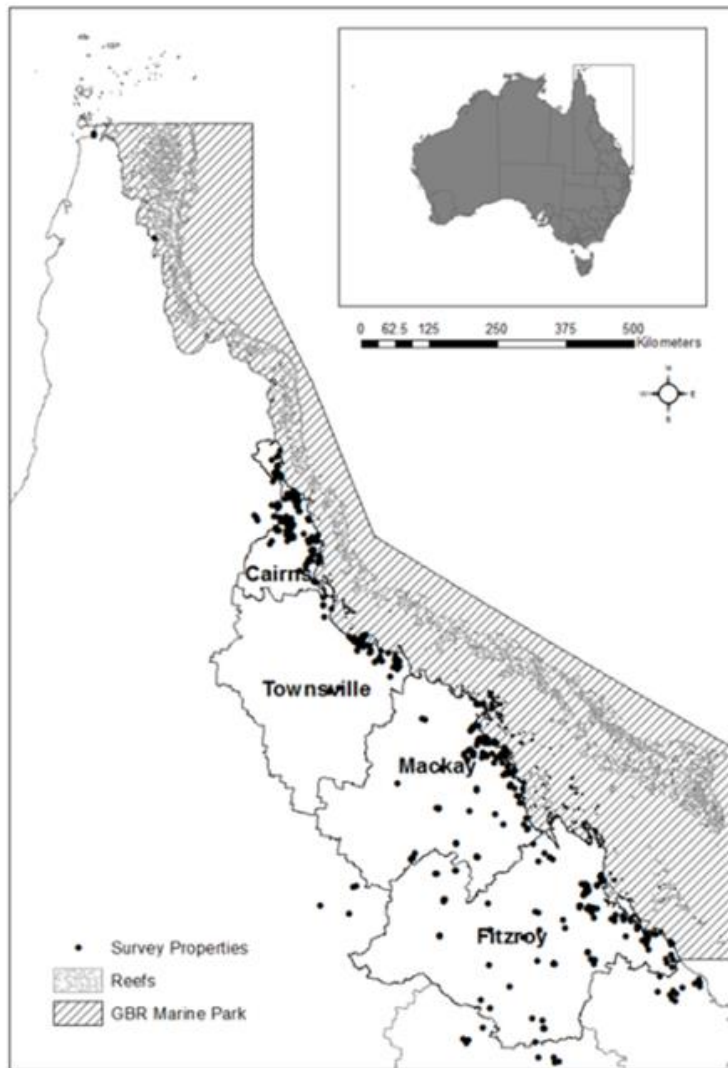 0 62.5 125 250 375 500
Kilometers
N
W E
S
Cairns
Townsville
Mackay
Fitzroy
Survey Properties
Reefs
GBR Marine Park